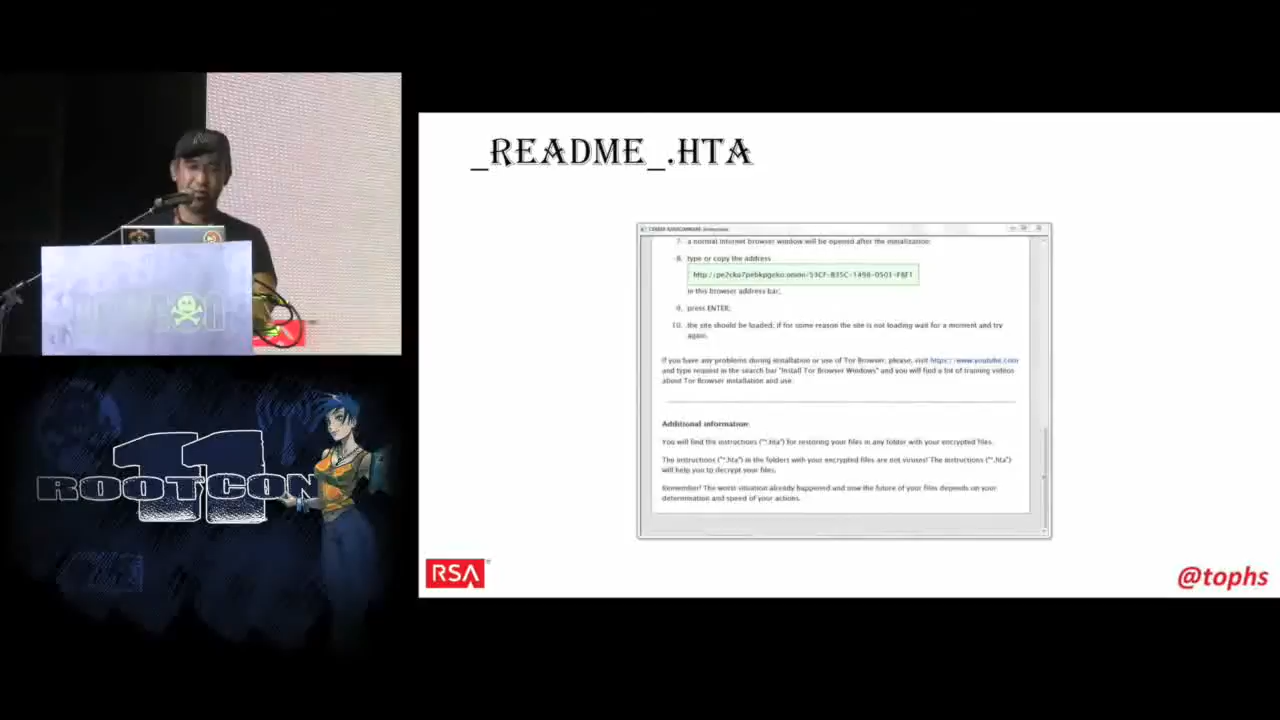 _README_.HTA
CERBER RANSOMWARE: Instructions
7. a normal Internet browser window will be opened after the initialization;
8. type or copy the address
in this browser address bar;
9. press ENTER;
10. the site should be loaded; if for some reason the site is not loading wait for a moment and try
again.
If you have any problems during installation or use of Tor Browser, please, visit https://www.youtube.com
and type request in the search bar "Install Tor Browser Windows" and you will find a lot of training videos
about Tor Browser installation and use.
Additional information:
You will find the instructions ("*.hta") for restoring your files in any folder with your encrypted files.
The instructions ("*.hta") in the folders with your encrypted files are not viruses! The instructions ("*.hta")
will help you to decrypt your files.
Remember! The worst situation already happened and now the future of your files depends on your
determination and speed of your actions.
RSA
@tophs
11
ROOTCON